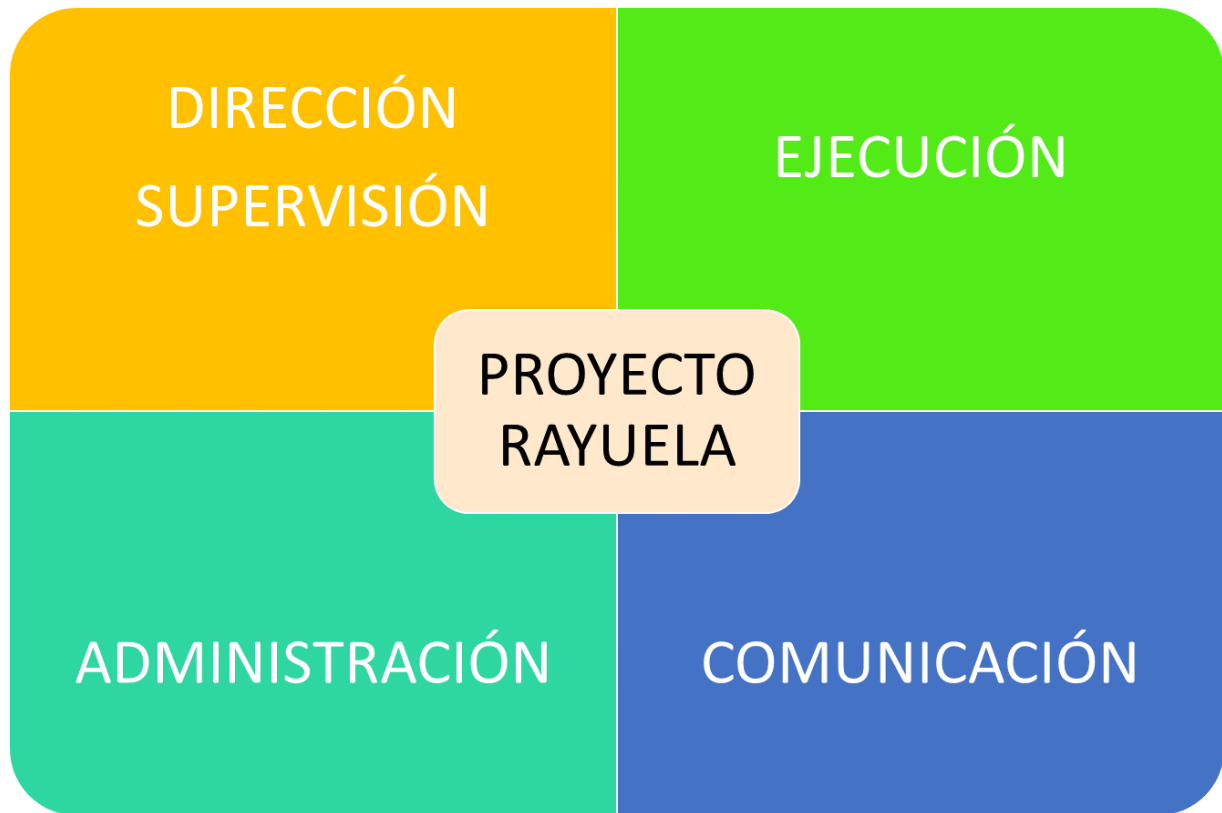 DIRECCIÓN
SUPERVISIÓN
EJECUCIÓN
PROYECTO
RAYUELA
ADMINISTRACIÓN
COMUNICACIÓN